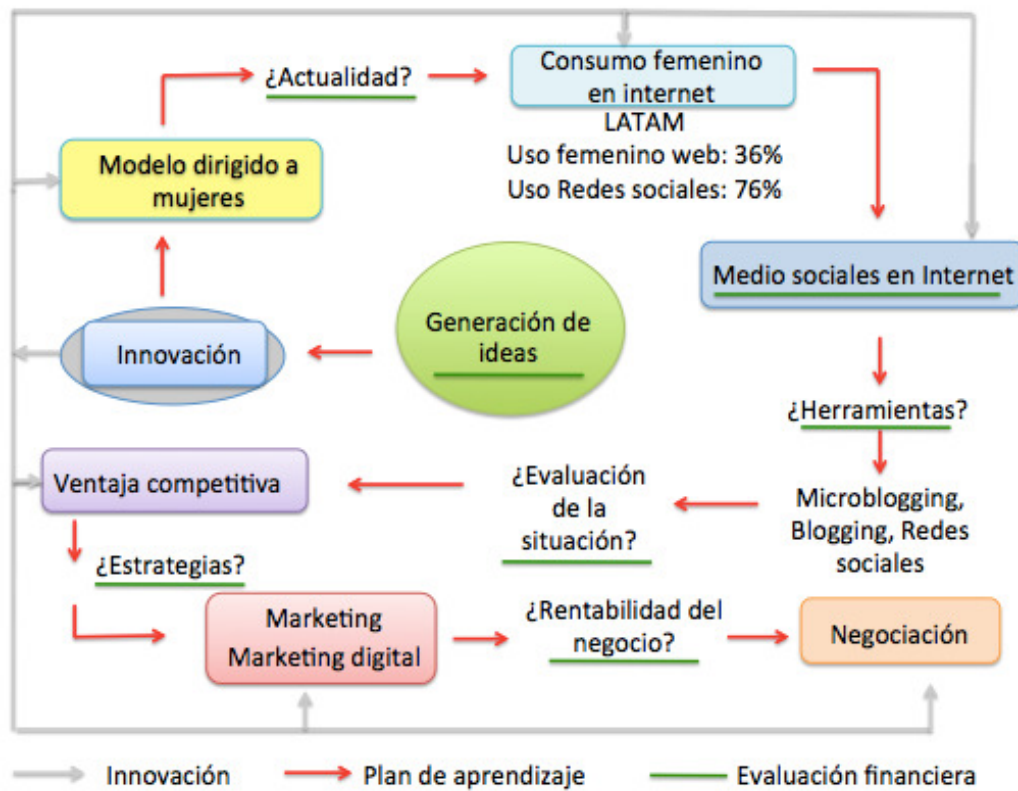 ¿Actualidad?
Consumo femenino
en internet
LATAM
Uso femenino web: 36%
Uso Redes sociales: 76%
Modelo dirigido a
mujeres
Medio sociales en Internet
Generación de
ideas
Innovación
¿Herramientas?
Microblogging,
Blogging, Redes
sociales
¿Evaluación
de la
situación?
Ventaja competitiva
¿Estrategias?
Marketing
Marketing digital
¿Rentabilidad del
negocio?
Negociación
Innovación
Plan de aprendizaje
Evaluación financiera